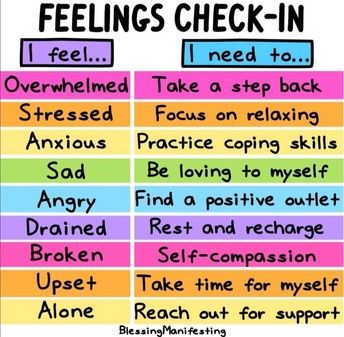 FEELINGS CHECK-IN
I feel... I need to...
Overwhelmed Take a step back
Stressed Focus on relaxing
Anxious Practice coping skills
Sad Be loving to myself
Angry Find a positive outlet
Drained Rest and recharge
Broken Self-compassion
Upset Take time for myself
Alone Reach out for support
BlessingManifesting